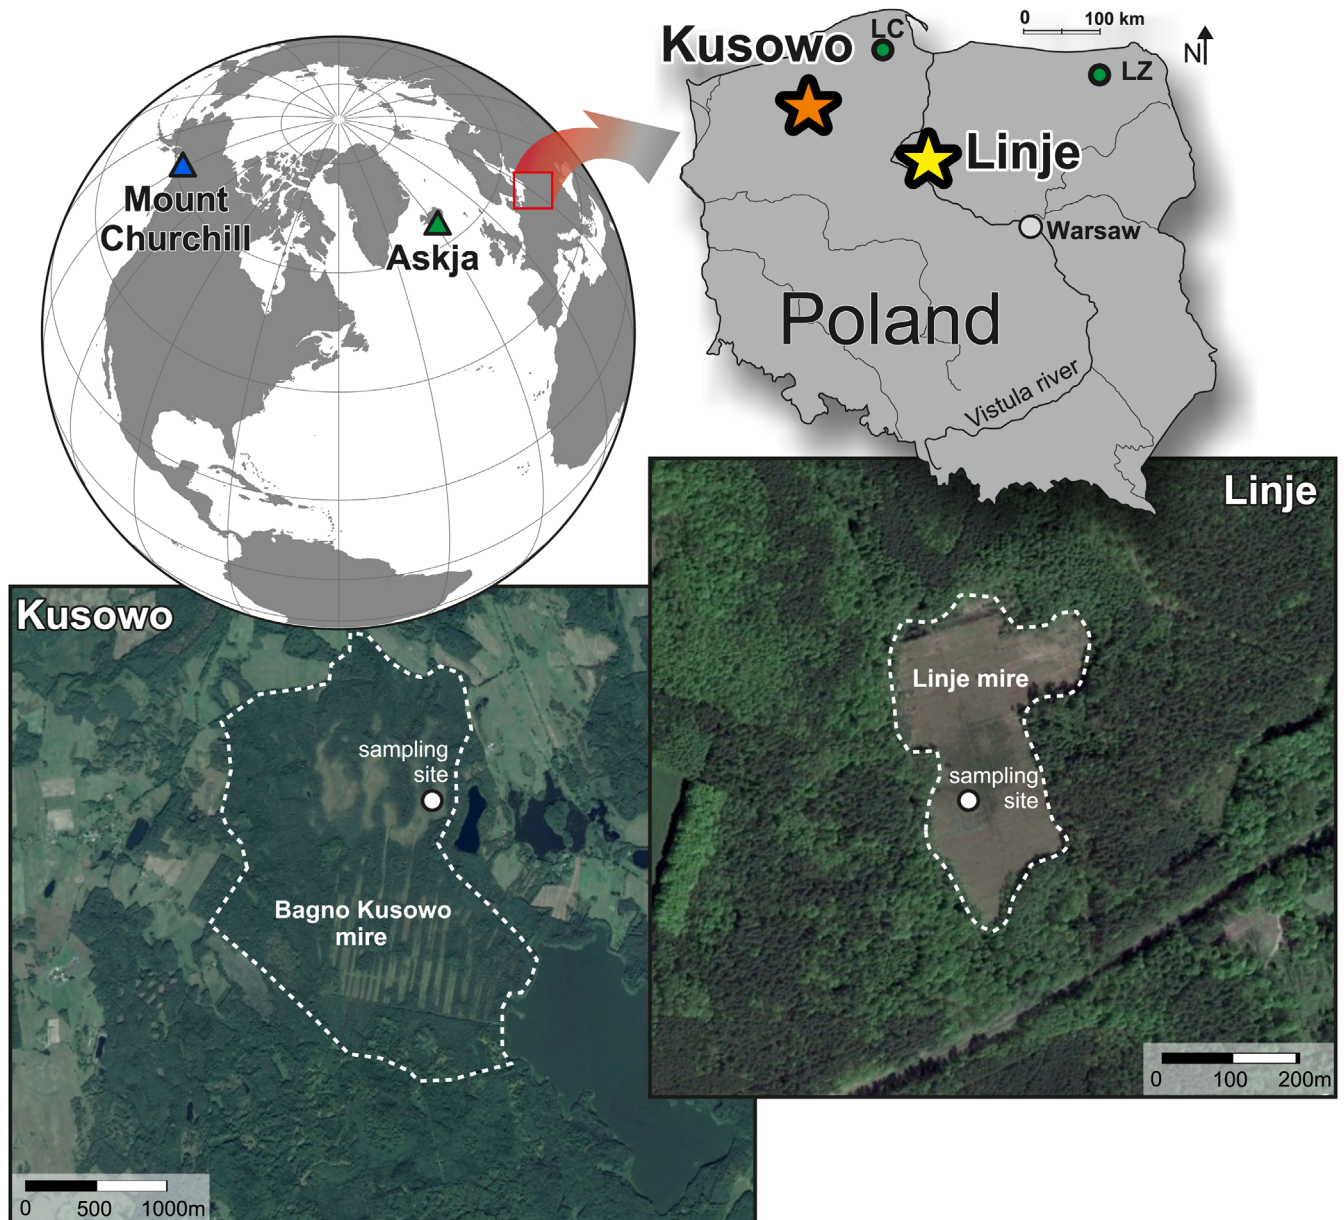 Mount
Churchill
Askja
Kusowo
LC
0 100 km
N
LZ
Linje
Warsaw
Poland
Vistula river
Kusowo
sampling
site
Bagno Kusowo
mire
0 500 1000m
Linje
Linje mire
sampling
site
0 100 200m